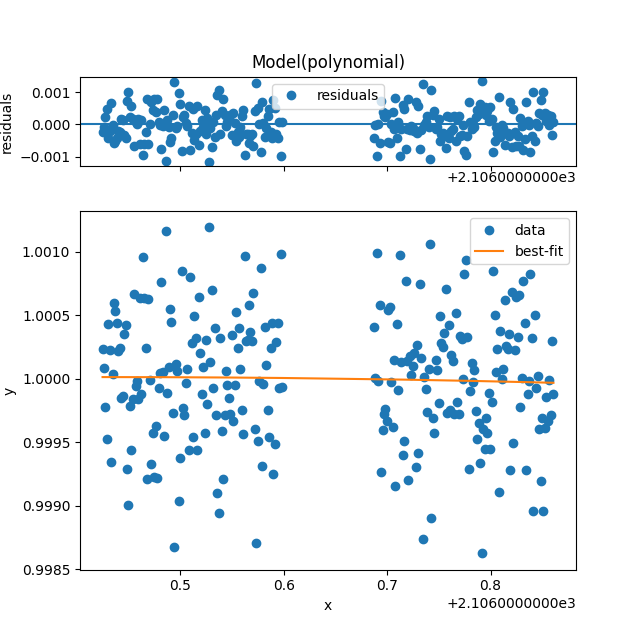 Model(polynomial)
residuals
0.001
0.000
−0.001
residuals
+2.1060000000e3
data
best-fit
1.0010
1.0005
1.0000
0.9995
0.9990
0.9985
y
0.5
0.6
0.7
0.8
x
+2.1060000000e3